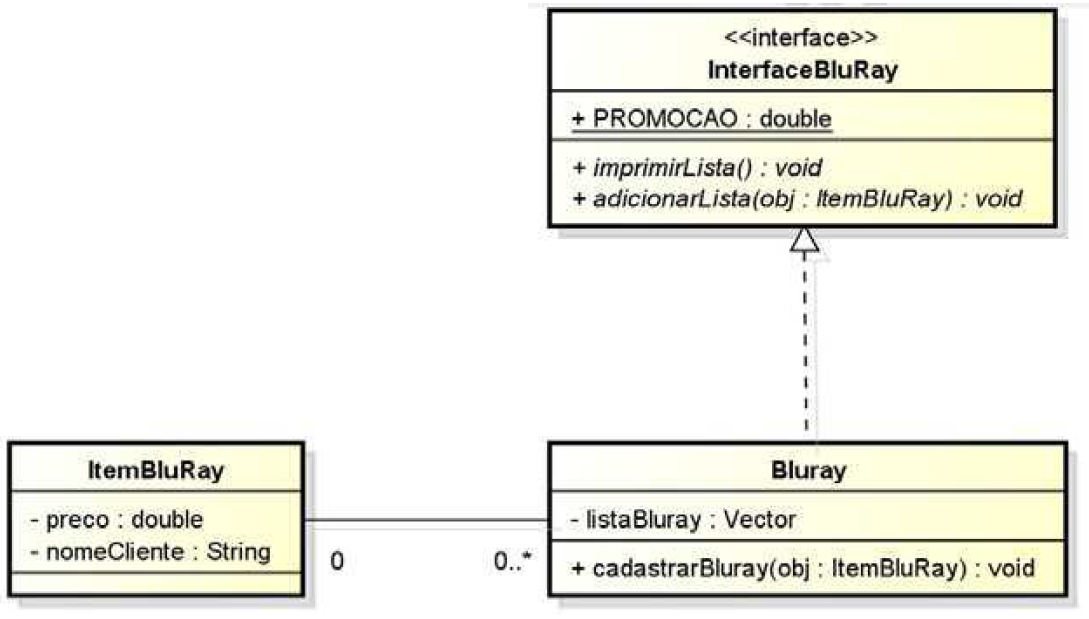 <<interface>>
InterfaceBluRay
+ PROMOCAO : double
+ imprimirLista() : void
+ adicionarLista(obj : ItemBluRay) : void
ItemBluRay
- preco : double
- nomeCliente : String
0
0..*
Bluray
- listaBluray : Vector
+ cadastrarBluray(obj : ItemBluRay) : void